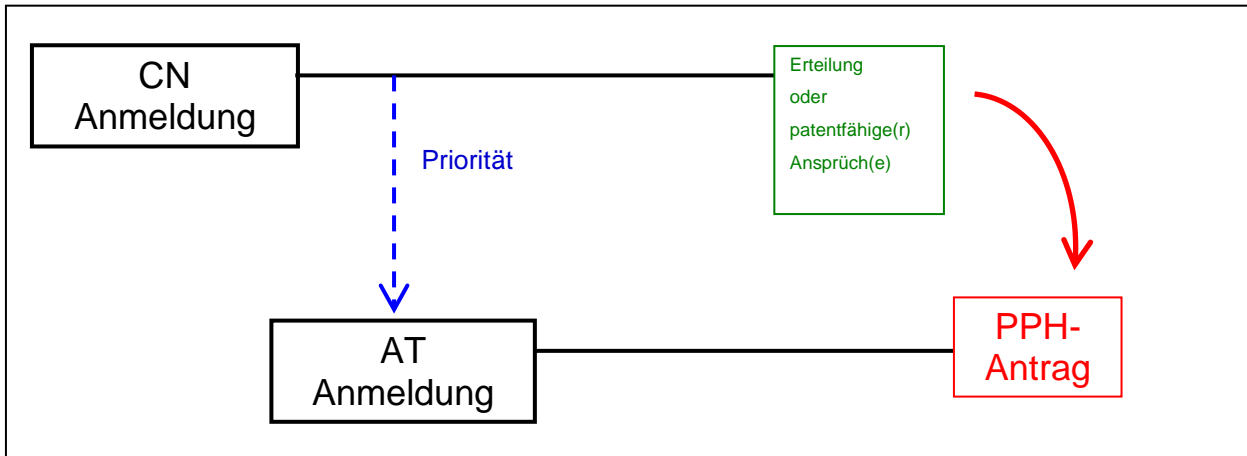 CN
Anmeldung
Erteilung
oder
patentfähige(r)
Ansprüch(e)
Priorität
AT
Anmeldung
PPH-
Antrag